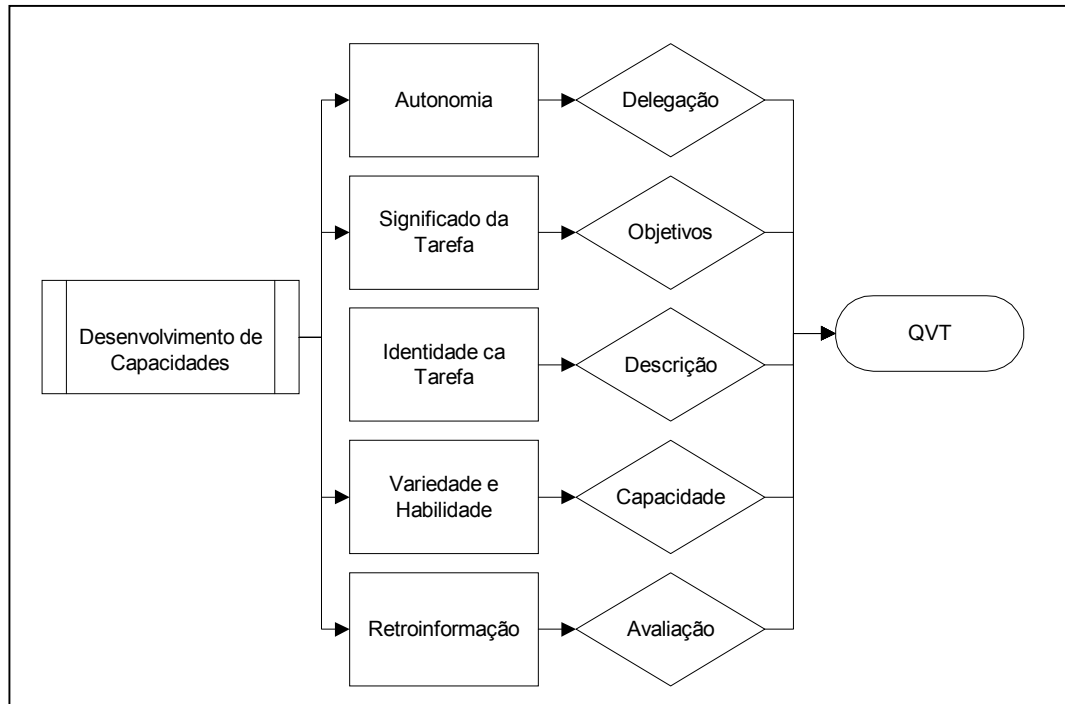 Desenvolvimento de
Capacidades
Autonomia
Delegação
Significado da
Tarefa
Objetivos
Identidade ca
Tarefa
Descrição
Variedade e
Habilidade
Capacidade
Retroinformação
Avaliação
QVT